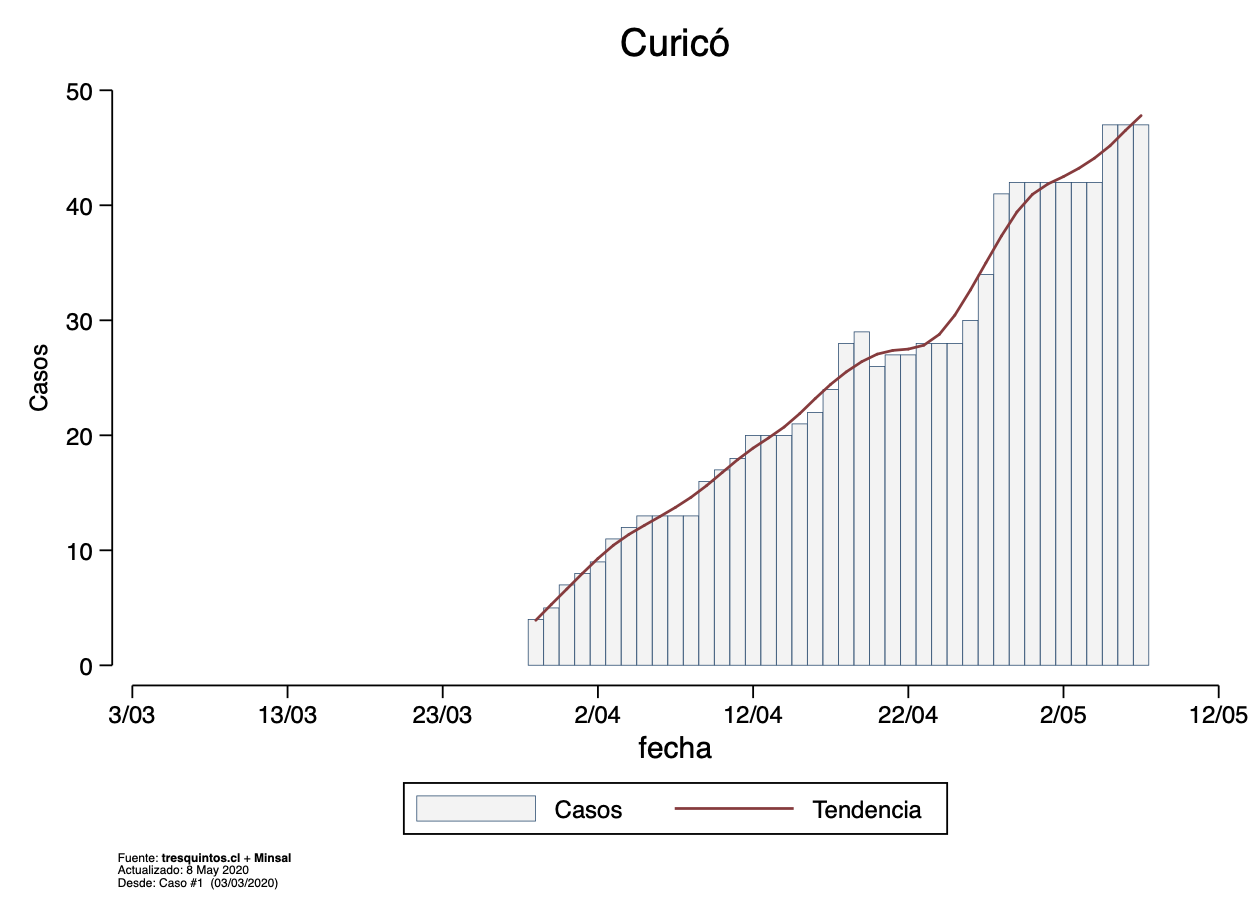 Curicó
50
40
30
20
10
0
Casos
3/03 13/03 23/03 2/04 12/04 22/04 2/05 12/05
fecha
Casos Tendencia
Fuente: tresquintos.cl + Minsal
Actualizado: 8 May 2020
Desde: Caso #1 (03/03/2020)